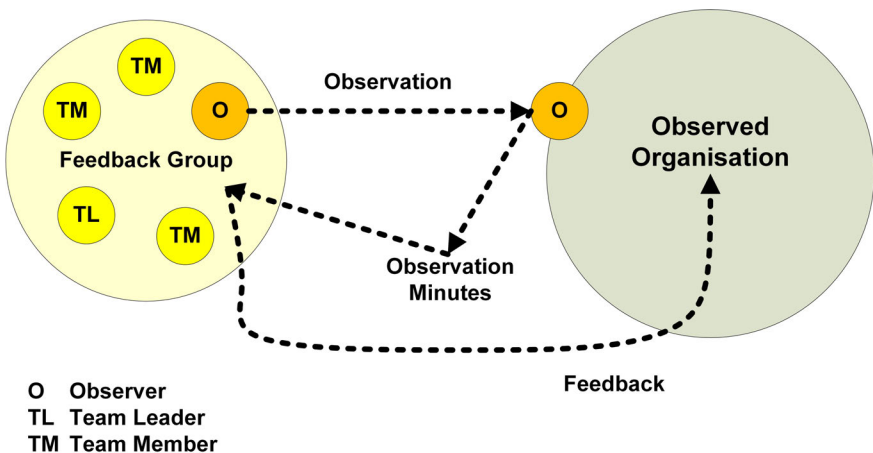 TM
Observation
TM
O
O
Observed
Organisation
Feedback Group
TL
TM
Observation
Minutes
Feedback
O Observer
TL Team Leader
TM Team Member